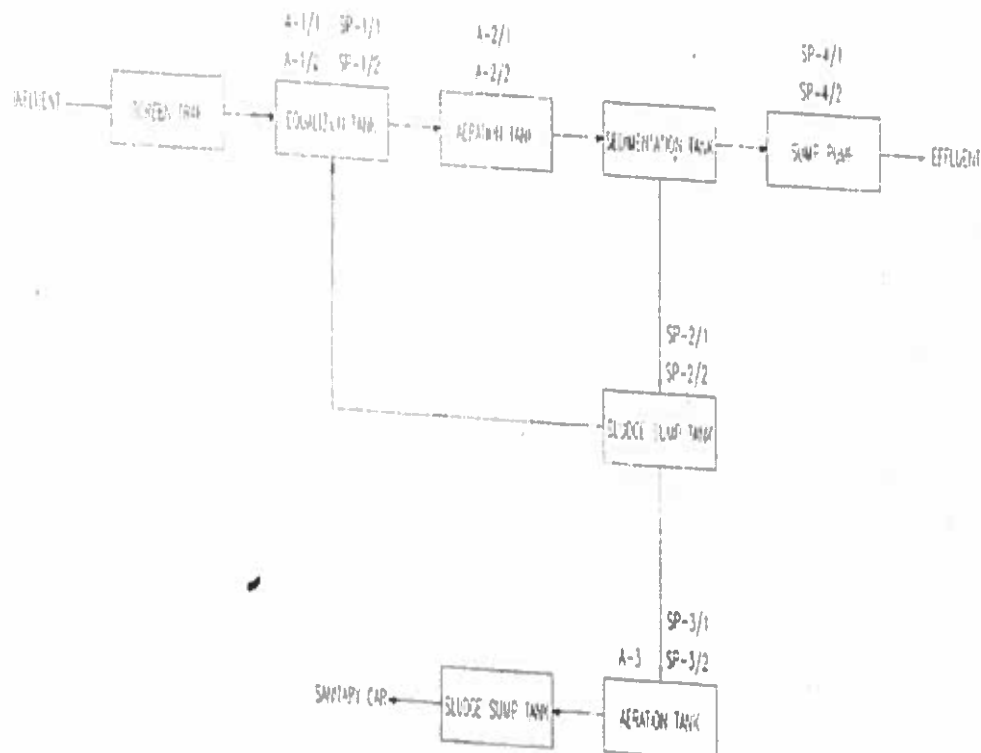 A-1/1 SP-1/1
A-1/2 SP-1/2
A-2/1
A-2/2
SP-4/1
SP-4/2
INFLUENT
SCREEN TRAP
TANK
AERATION TANK
SEDIMENTATION TANK
SUMP PUMP
EFFLUENT
SP-2/1
SP-2/2
SLUDGE SUMP TANK
SP-3/1
A-3 SP-3/2
SANITARY CAR
SLUDGE SUMP TANK
AERATION TANK